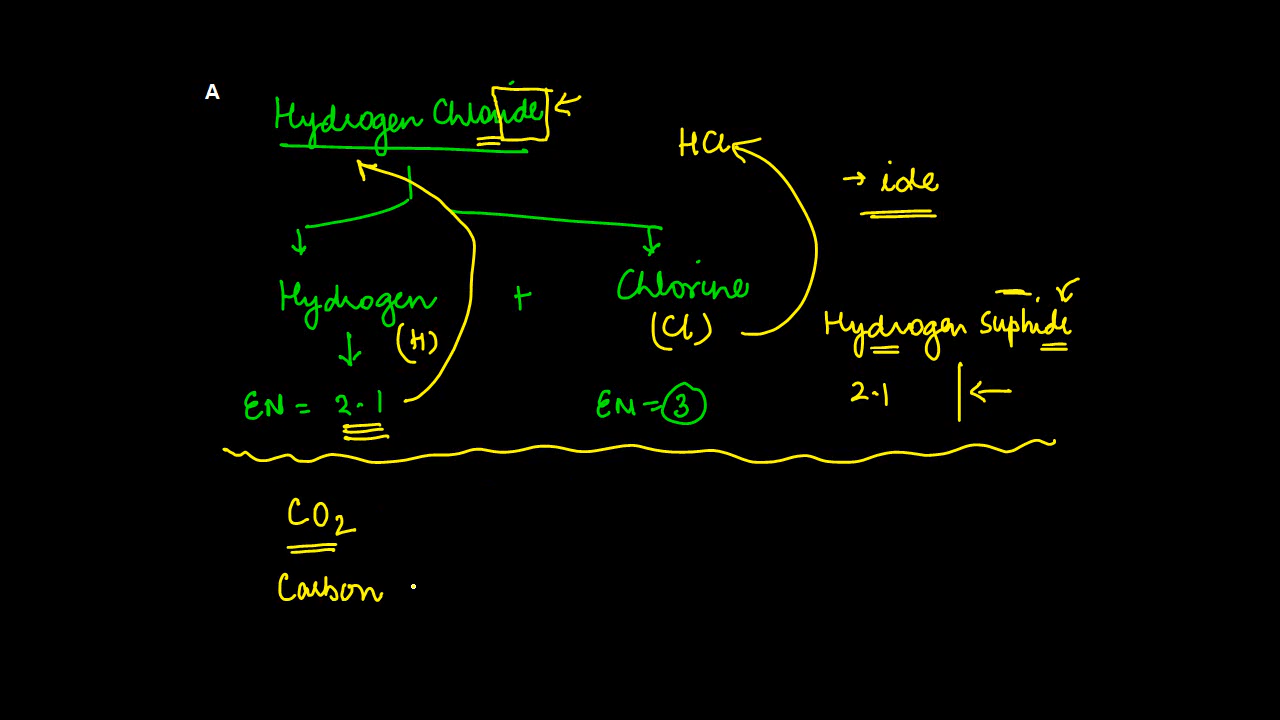 A
Hydrogen Chloride
HCl
→ ide
Hydrogen + Chlorine
(H)
(Cl)
Hydrogen Suphide
2.1
EN = 2.1
EN = 3
CO2
Carbon